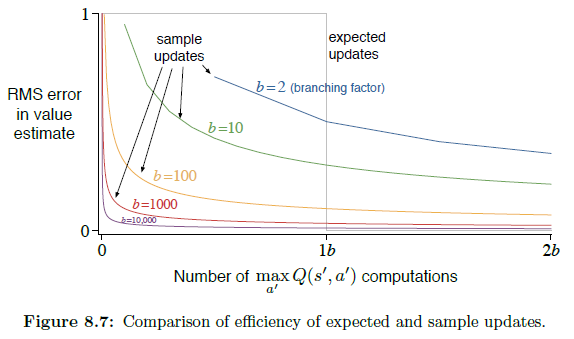 1
sample
updates
expected
updates
b=2 (branching factor)
RMS error
in value
estimate
b=10
b=100
b=1000
b=10,000
0
0
1b
2b
Number of max Q(s′, a′) computations
a′
Figure 8.7: Comparison of efficiency of expected and sample updates.